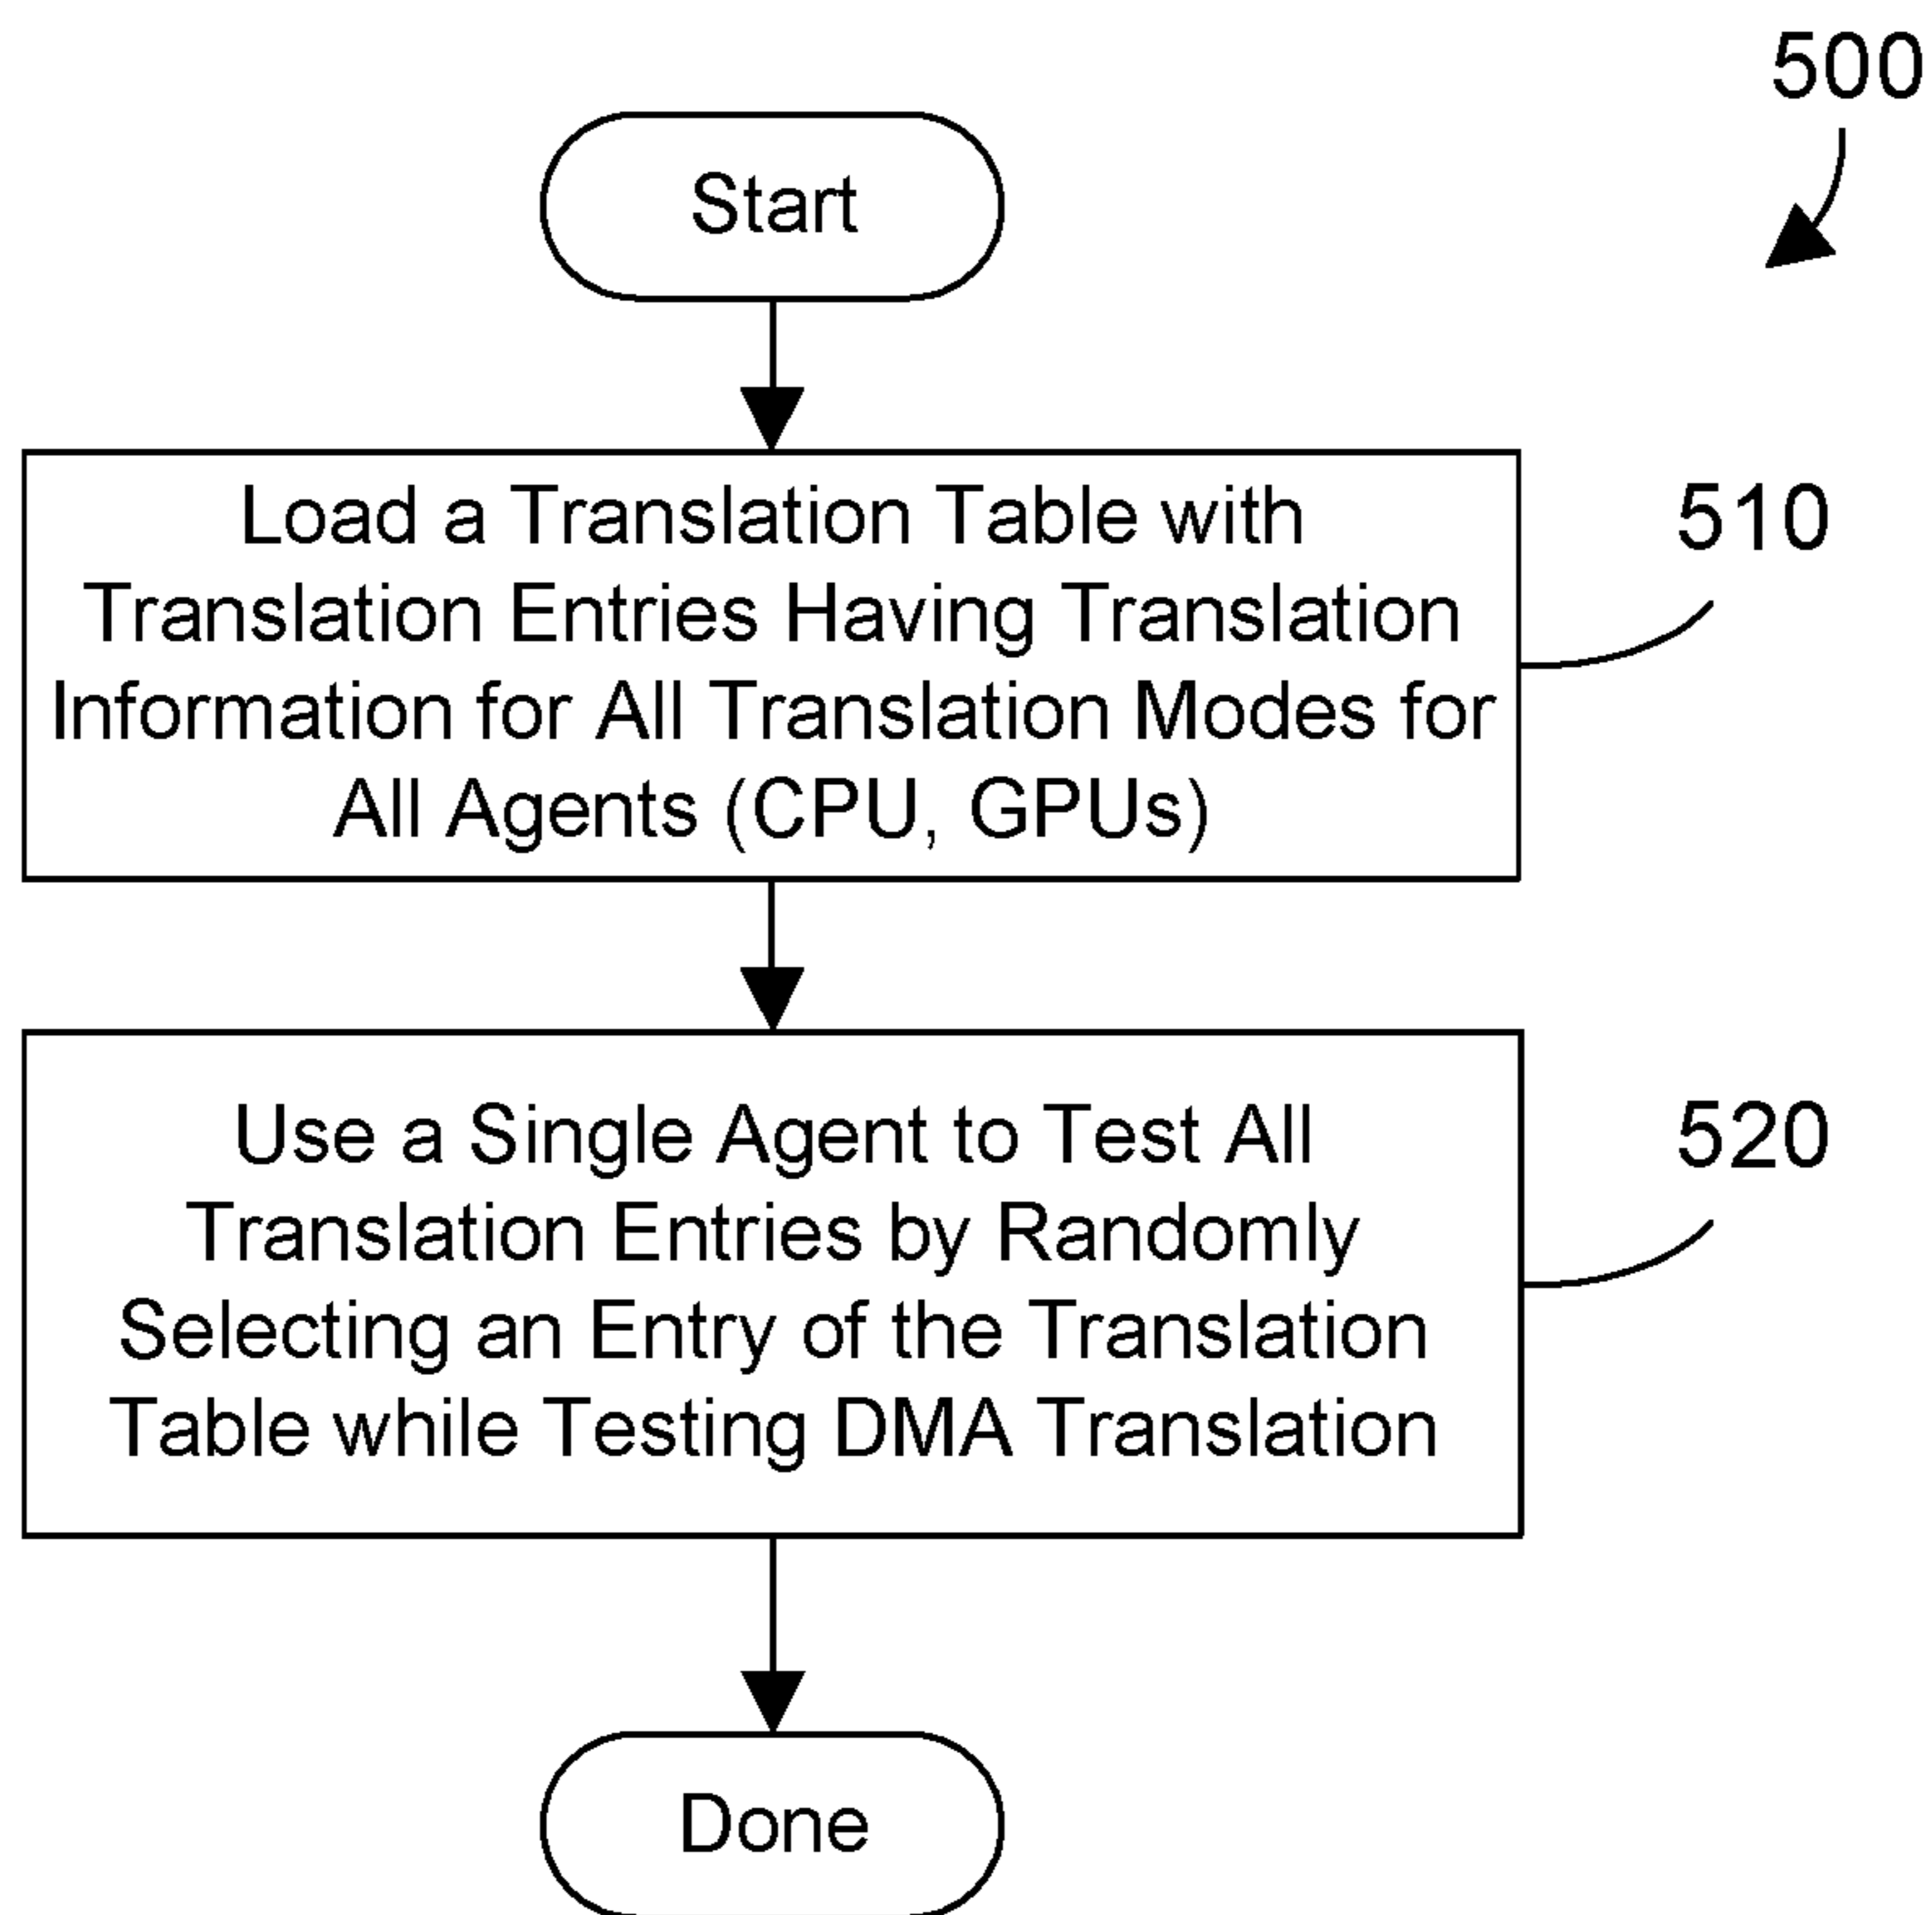 500
Start
Load a Translation Table with
Translation Entries Having Translation
Information for All Translation Modes for
All Agents (CPU, GPUs)
510
Use a Single Agent to Test All
Translation Entries by Randomly
Selecting an Entry of the Translation
Table while Testing DMA Translation
520
Done